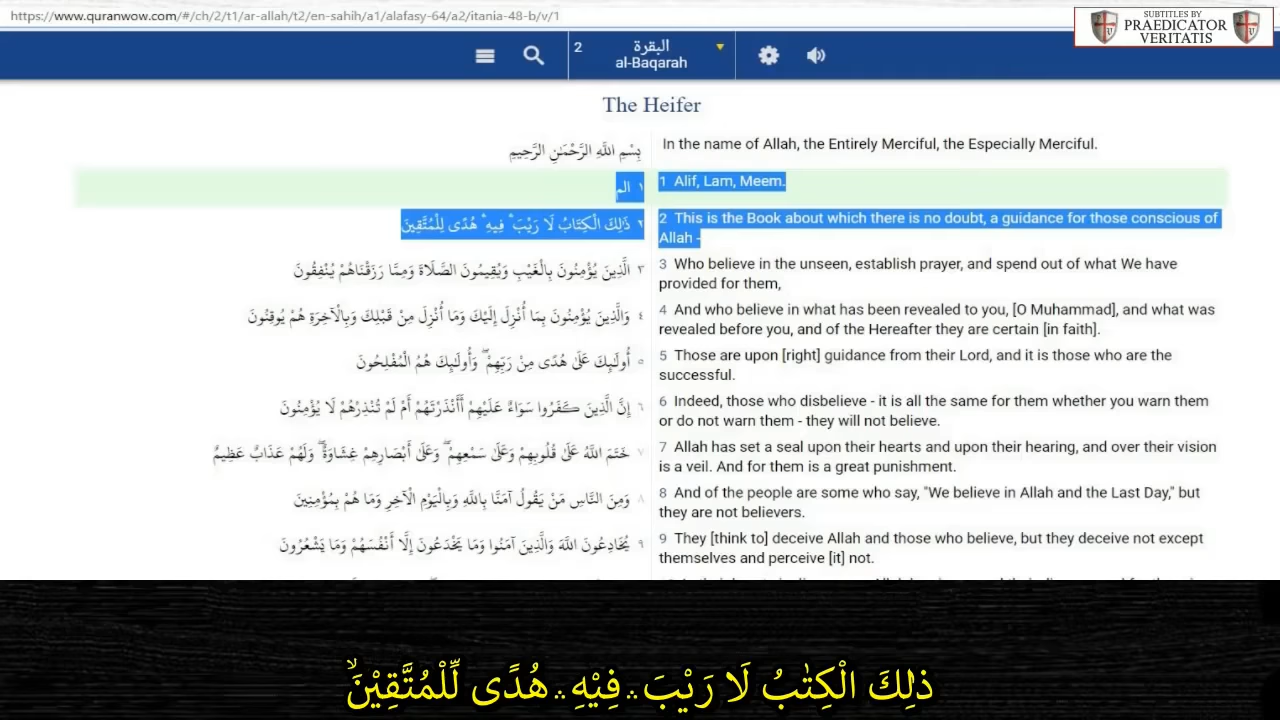 https://www.quranwow.com/#/ch/2/t1/ar-allah/t2/en-sahih/a1/alafasy-64/a2/itania-48-b/v/1
SUBTITLES BY
PRAEDICATOR
VERITATIS
2 البقرة
al-Baqarah
The Heifer
بِسْمِ اللَّهِ الرَّحْمَٰنِ الرَّحِيمِ
In the name of Allah, the Entirely Merciful, the Especially Merciful.
١ الم
1 Alif, Lam, Meem.
٢ ذَٰلِكَ الْكِتَابُ لَا رَيْبَ ۛ فِيهِ ۛ هُدًى لِلْمُتَّقِينَ
2 This is the Book about which there is no doubt, a guidance for those conscious of
Allah -
٣ الَّذِينَ يُؤْمِنُونَ بِالْغَيْبِ وَيُقِيمُونَ الصَّلَاةَ وَمِمَّا رَزَقْنَاهُمْ يُنْفِقُونَ
3 Who believe in the unseen, establish prayer, and spend out of what We have
provided for them,
٤ وَالَّذِينَ يُؤْمِنُونَ بِمَا أُنْزِلَ إِلَيْكَ وَمَا أُنْزِلَ مِنْ قَبْلِكَ وَبِالْآخِرَةِ هُمْ يُوقِنُونَ
4 And who believe in what has been revealed to you, [O Muhammad], and what was
revealed before you, and of the Hereafter they are certain [in faith].
٥ أُولَٰئِكَ عَلَىٰ هُدًى مِنْ رَبِّهِمْ ۖ وَأُولَٰئِكَ هُمُ الْمُفْلِحُونَ
5 Those are upon [right] guidance from their Lord, and it is those who are the
successful.
٦ إِنَّ الَّذِينَ كَفَرُوا سَوَاءٌ عَلَيْهِمْ أَأَنْذَرْتَهُمْ أَمْ لَمْ تُنْذِرْهُمْ لَا يُؤْمِنُونَ
6 Indeed, those who disbelieve - it is all the same for them whether you warn them
or do not warn them - they will not believe.
٧ خَتَمَ اللَّهُ عَلَىٰ قُلُوبِهِمْ وَعَلَىٰ سَمْعِهِمْ ۖ وَعَلَىٰ أَبْصَارِهِمْ غِشَاوَةٌ ۖ وَلَهُمْ عَذَابٌ عَظِيمٌ
7 Allah has set a seal upon their hearts and upon their hearing, and over their vision
is a veil. And for them is a great punishment.
٨ وَمِنَ النَّاسِ مَنْ يَقُولُ آمَنَّا بِاللَّهِ وَبِالْيَوْمِ الْآخِرِ وَمَا هُمْ بِمُؤْمِنِينَ
8 And of the people are some who say, "We believe in Allah and the Last Day," but
they are not believers.
٩ يُخَادِعُونَ اللَّهَ وَالَّذِينَ آمَنُوا وَمَا يَخْدَعُونَ إِلَّا أَنْفُسَهُمْ وَمَا يَشْعُرُونَ
9 They [think to] deceive Allah and those who believe, but they deceive not except
themselves and perceive [it] not.
ذٰلِكَ الْكِتٰبُ لَا رَيْبَ ۛ فِيْهِ ۛ هُدًى لِّلْمُتَّقِيْنَۙ